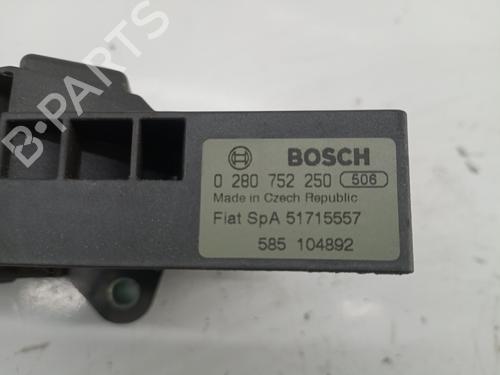 B-PARTS
BOSCH
0 280 752 250 506
Made in Czech Republic
Fiat SpA 51715557
585 104892